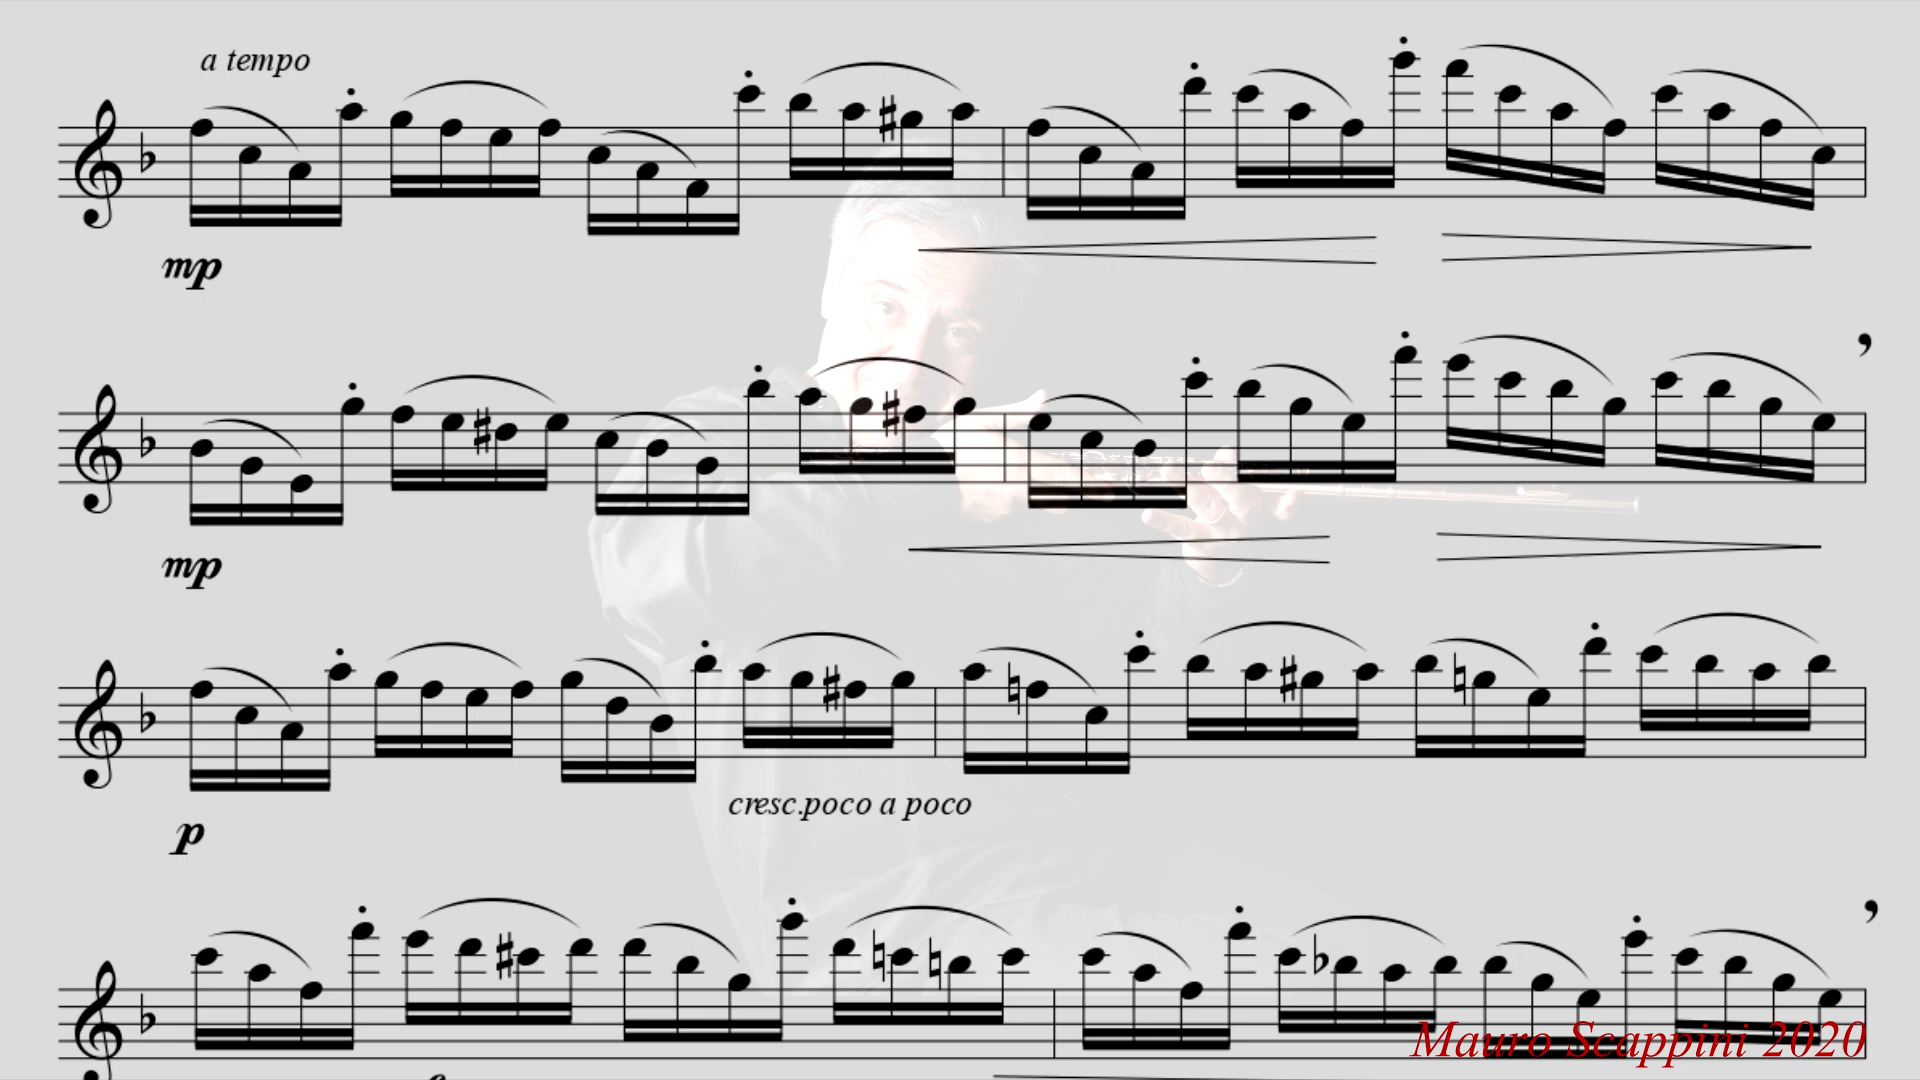 a tempo
mp
mp
cresc.poco a poco
p
Mauro Scappini 2020